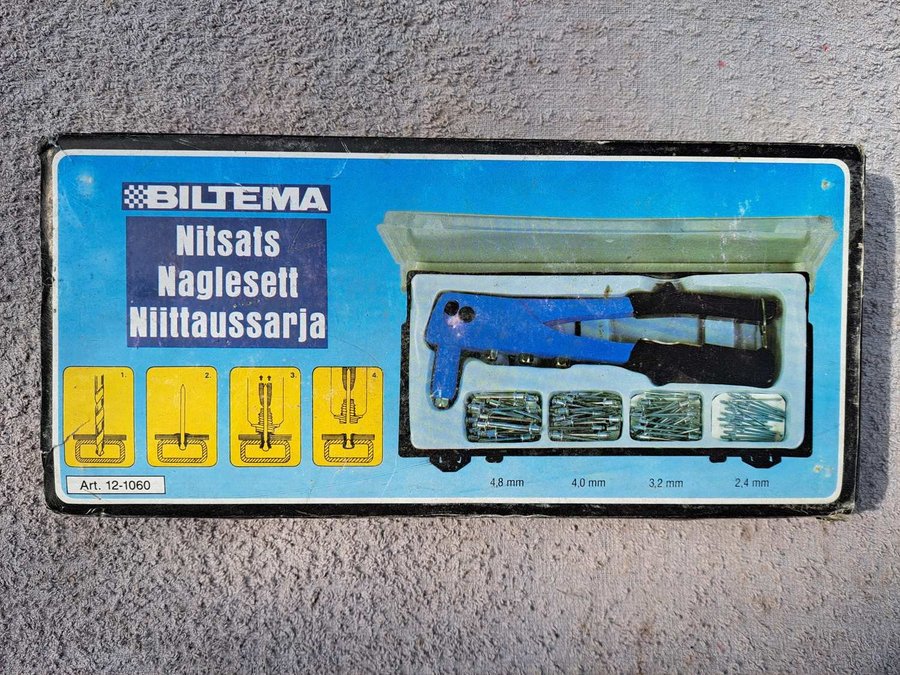 BILTEMA
Nitsats
Naglesett
Niittaussarja
1. 2. 3. 4.
Art. 12-1060
4,8 mm 4,0 mm 3,2 mm 2,4 mm